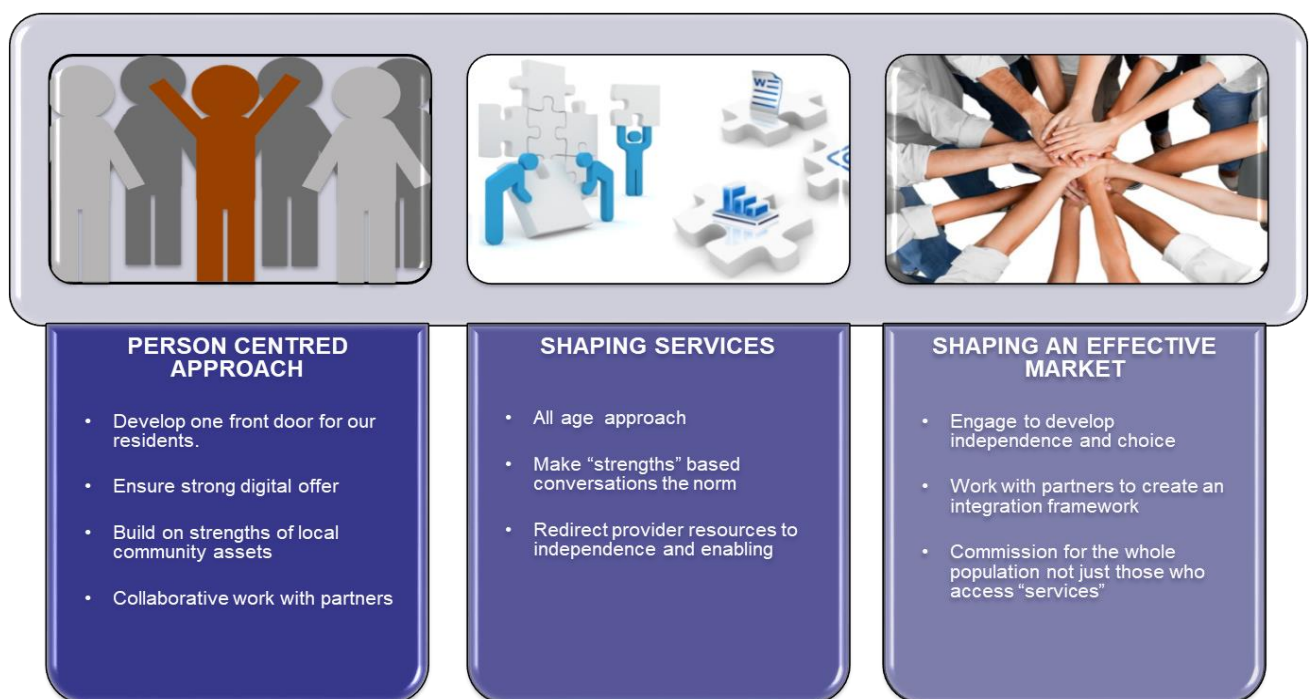 PERSON CENTRED
APPROACH
• Develop one front door for our
residents.
• Ensure strong digital offer
• Build on strengths of local
community assets
• Collaborative work with partners
SHAPING SERVICES
• All age approach
• Make “strengths” based
conversations the norm
• Redirect provider resources to
independence and enabling
SHAPING AN EFFECTIVE
MARKET
• Engage to develop
independence and choice
• Work with partners to create an
integration framework
• Commission for the whole
population not just those who
access “services”